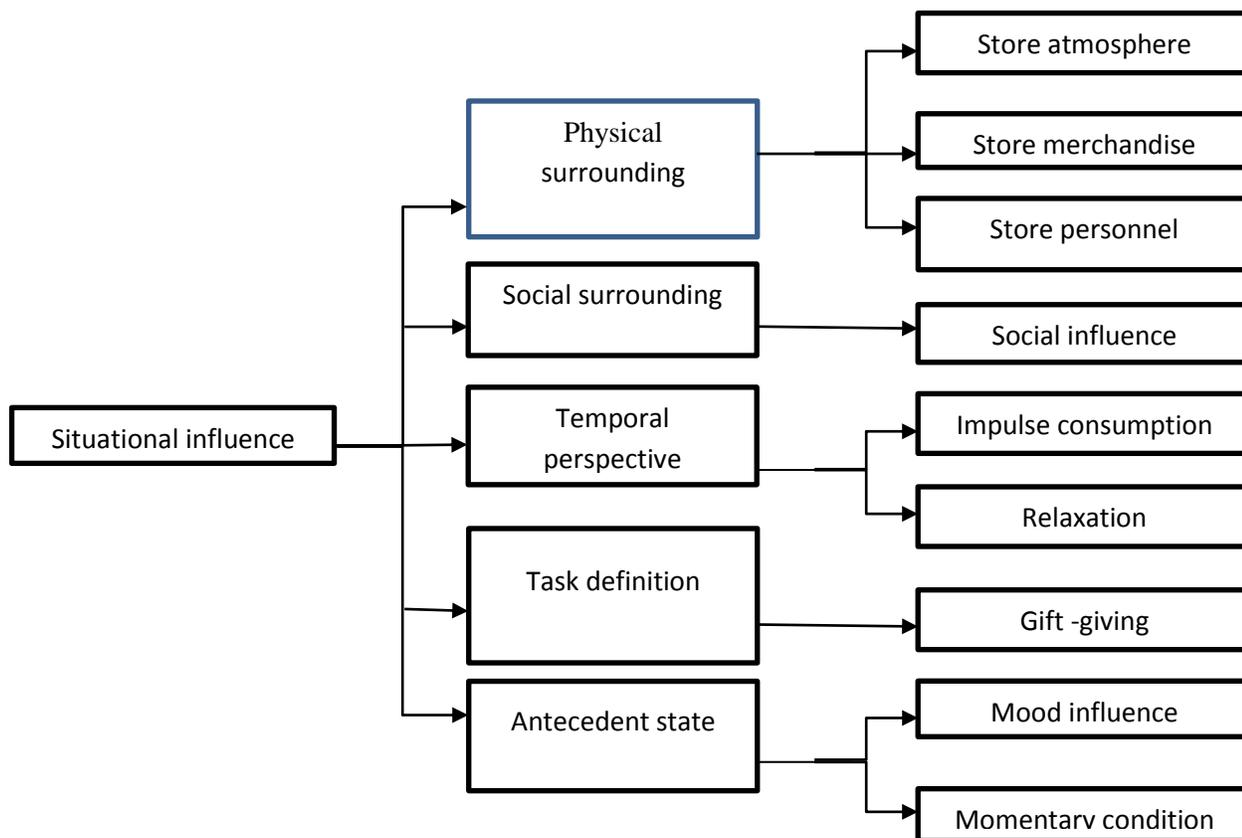 Store atmosphere
Physical
surrounding
Store merchandise
Store personnel
Social surrounding
Social influence
Situational influence
Temporal
perspective
Impulse consumption
Relaxation
Task definition
Gift -giving
Antecedent state
Mood influence
Momentary condition